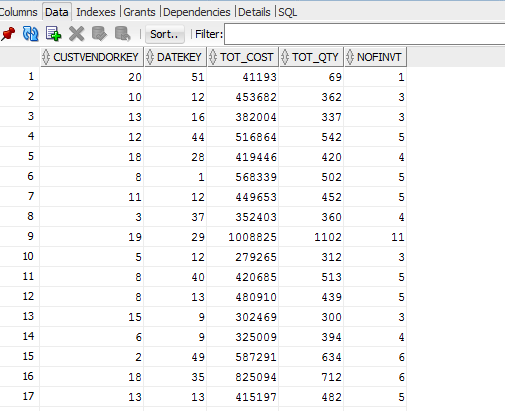 Columns Data Indexes Grants Dependencies Details SQL
Sort.. Filter:
CUSTVENDORKEY DATEKEY TOT_COST TOT_QTY NOFINVT
1 20 51 41193 69 1
2 10 12 453682 362 3
3 13 16 382004 337 3
4 12 44 516864 542 5
5 18 28 419446 420 4
6 8 1 568339 502 5
7 11 12 449653 452 5
8 3 37 352403 360 4
9 19 29 1008825 1102 11
10 5 12 279265 312 3
11 8 40 420685 513 5
12 8 13 480910 439 5
13 15 9 302469 300 3
14 6 9 325009 394 4
15 2 49 587291 634 6
16 18 35 825094 712 6
17 13 13 415197 482 5